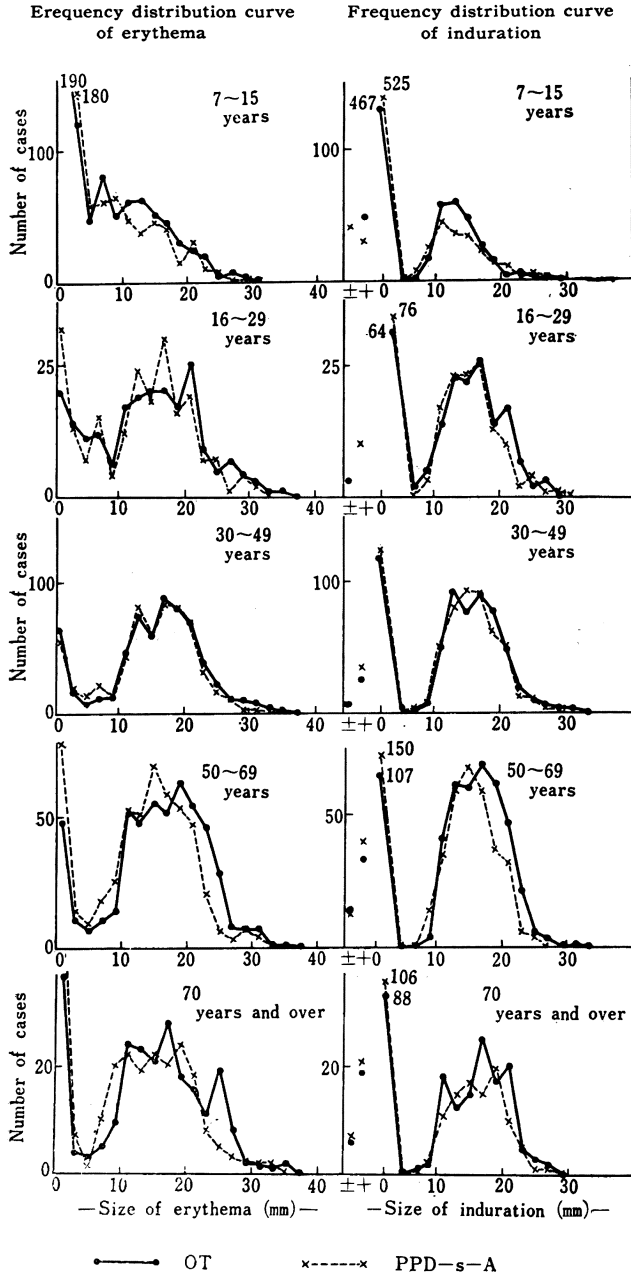 Erequency distribution curve
of erythema
Frequency distribution curve
of induration
190
180
7~15
years
100
0
Number of cases
0 10 20 30 40
525
467
7~15
years
100
0
±+ 0 10 20 30
16~29
years
25
0
0 10 20 30 40
76
64
16~29
years
25
0
±+ 0 10 20 30
30~49
years
100
0
Number of cases
0 10 20 30 40
30~49
years
100
0
±+ 0 10 20 30
50~69
years
50
0
0 10 20 30 40
150
107
50~69
years
50
0
±+ 0 10 20 30
70
years and over
20
0
Number of cases
0 10 20 30 40
—Size of erythema (mm)—
106
88
70
years and over
20
0
±+ 0 10 20 30
—Size of induration (mm)—
OT
PPD-s-A